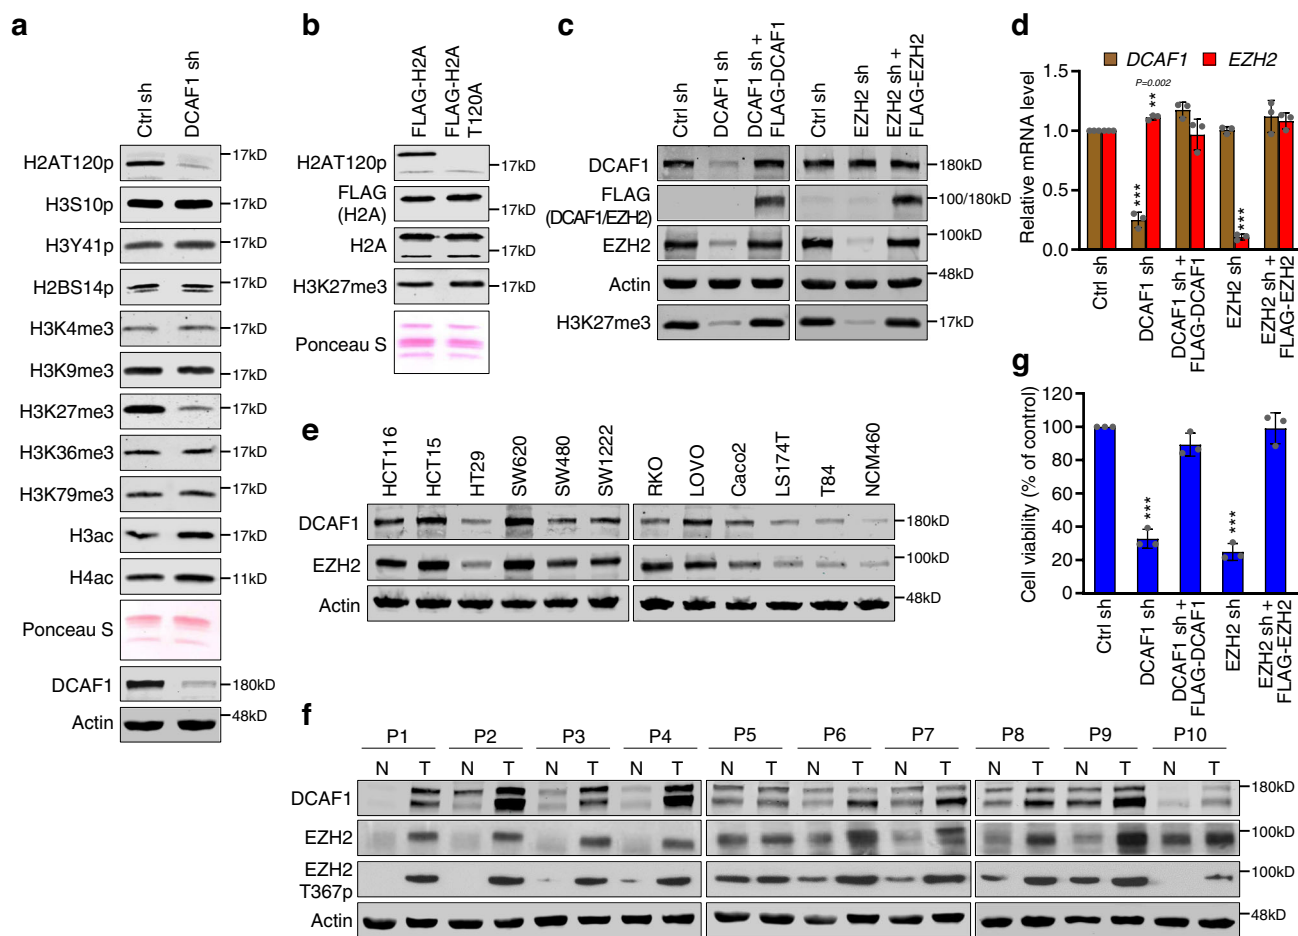 a
Ctrl sh
DCAF1 sh
H2AT120p
17kD
H3S10p
17kD
H3Y41p
17kD
H2BS14p
17kD
H3K4me3
17kD
H3K9me3
17kD
H3K27me3
17kD
H3K36me3
17kD
H3K79me3
17kD
H3ac
17kD
H4ac
11kD
Ponceau S
DCAF1
180kD
Actin
48kD
b
FLAG-H2A
FLAG-H2A
T120A
H2AT120p
17kD
FLAG
(H2A)
17kD
H2A
17kD
H3K27me3
17kD
Ponceau S
c
Ctrl sh
DCAF1 sh
DCAF1 sh +
FLAG-DCAF1
Ctrl sh
EZH2 sh
EZH2 sh +
FLAG-EZH2
DCAF1
180kD
FLAG
(DCAF1/EZH2)
100/180kD
EZH2
100kD
Actin
48kD
H3K27me3
17kD
d
DCAF1 EZH2
Relative mRNA level
1.5
1.0
0.5
0.0
P=0.002
**
***
***
Ctrl sh
DCAF1 sh
DCAF1 sh +
FLAG-DCAF1
EZH2 sh
EZH2 sh +
FLAG-EZH2
e
HCT116
HCT15
HT29
SW620
SW480
SW1222
RKO
LOVO
Caco2
LS174T
T84
NCM460
DCAF1
180kD
EZH2
100kD
Actin
48kD
g
Cell viability (% of control)
120
100
80
60
40
20
0
***
***
Ctrl sh
DCAF1 sh
DCAF1 sh +
FLAG-DCAF1
EZH2 sh
EZH2 sh +
FLAG-EZH2
f
P1 P2 P3 P4 P5 P6 P7 P8 P9 P10
N T N T N T N T N T N T N T N T N T N T
DCAF1
180kD
EZH2
100kD
EZH2
T367p
100kD
Actin
48kD